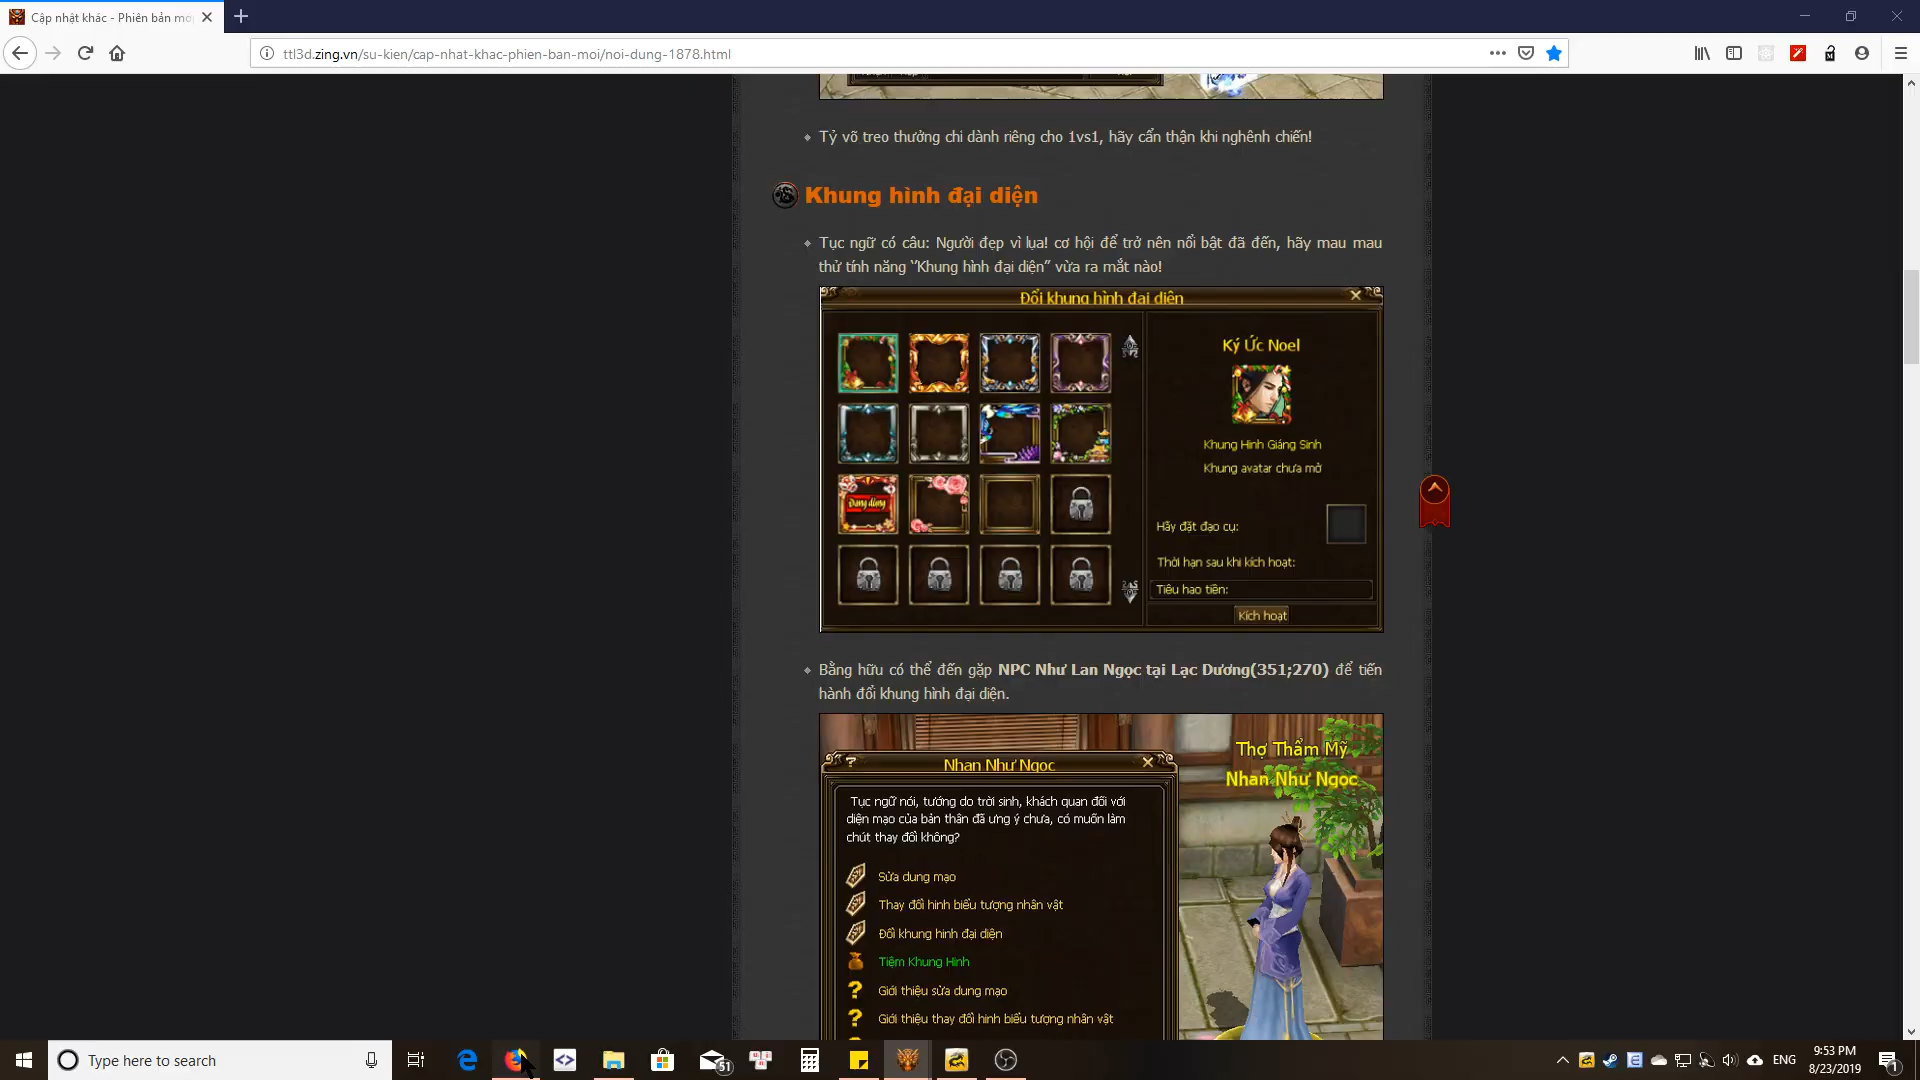 Cập nhật khác - Phiên bản mớ
ttl3d.zing.vn/su-kien/cap-nhat-khac-phien-ban-moi/noi-dung-1878.html
Tỷ võ treo thưởng chỉ dành riêng cho 1vs1, hãy cẩn thận khi nghênh chiến!
Khung hình đại diện
Tục ngữ có câu: Người đẹp vì lụa! cơ hội để trở nên nổi bật đã đến, hãy mau mau
thử tính năng “Khung hình đại diện” vừa ra mắt nào!
Đổi khung hình đại diện
Ký Ức Noel
Khung Hình Giáng Sinh
Khung avatar chưa mở
Đang dùng
Hãy đặt đạo cụ:
Thời hạn sau khi kích hoạt:
Tiêu hao tiền:
Kích hoạt
Bằng hữu có thể đến gặp NPC Như Lan Ngọc tại Lạc Dương(351;270) để tiến
hành đổi khung hình đại diện.
Thợ Thẩm Mỹ
Nhan Như Ngọc
?
Nhan Như Ngọc
Tục ngữ nói, tướng do trời sinh, khách quan đối với
diện mạo của bản thân đã ưng ý chưa, có muốn làm
chút thay đổi không?
Sửa dung mạo
Thay đổi hình biểu tượng nhân vật
Đổi khung hình đại diện
Tiệm Khung Hình
? Giới thiệu sửa dung mạo
? Giới thiệu thay đổi hình biểu tượng nhân vật
Type here to search
51
ENG
9:53 PM
8/23/2019
1